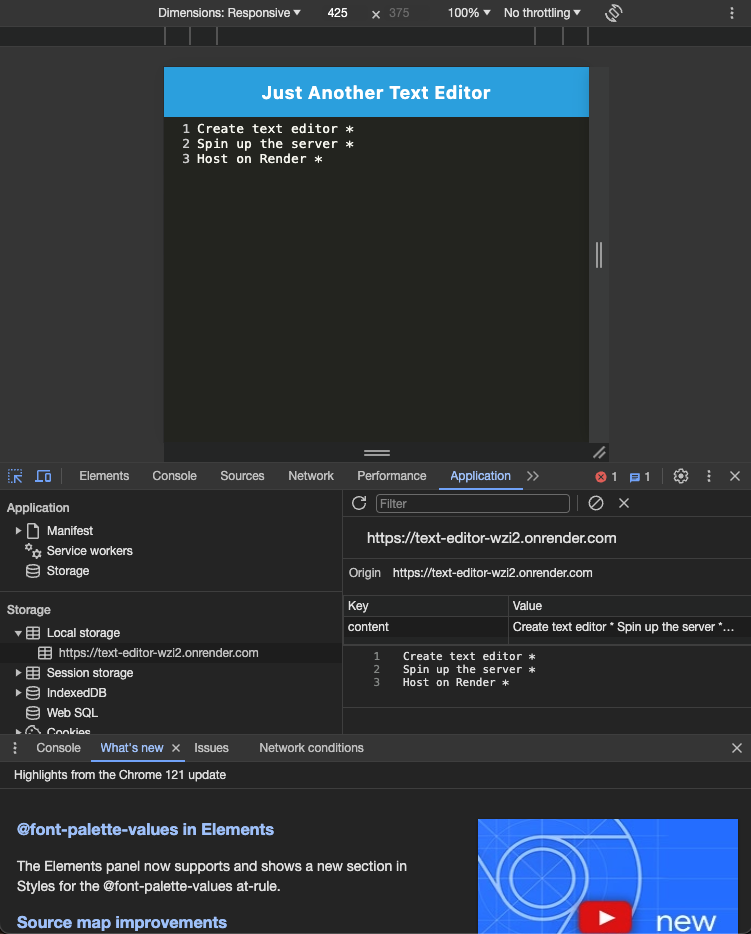 Dimensions: Responsive ▼ 425 × 375 100% ▼ No throttling ▼
Just Another Text Editor
1 Create text editor *
2 Spin up the server *
3 Host on Render *
Elements Console Sources Network Performance Application >> 1 1
Application
Manifest
Service workers
Storage
Storage
Local storage
https://text-editor-wzi2.onrender.com
Session storage
IndexedDB
Web SQL
Cookies
Filter
https://text-editor-wzi2.onrender.com
Origin https://text-editor-wzi2.onrender.com
Key Value
content Create text editor * Spin up the server *...
1 Create text editor *
2 Spin up the server *
3 Host on Render *
Console What's new × Issues Network conditions
Highlights from the Chrome 121 update
@font-palette-values in Elements
The Elements panel now supports and shows a new section in
Styles for the @font-palette-values at-rule.
Source map improvements
new